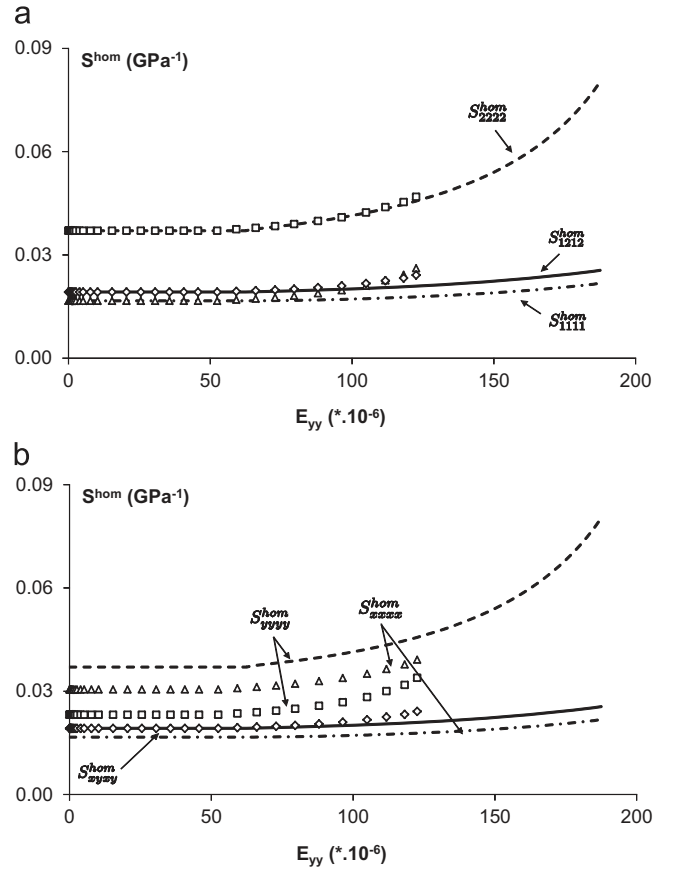 a
0.09
S^hom (GPa^-1)
S^hom_2222
0.06
S^hom_1212
0.03
S^hom_1111
0.00
0 50 100 150 200
E_yy (*.10^-6)
b
0.09
S^hom (GPa^-1)
0.06
S^hom_yyyy S^hom_xxxx
0.03
S^hom_xyxy
0.00
0 50 100 150 200
E_yy (*.10^-6)